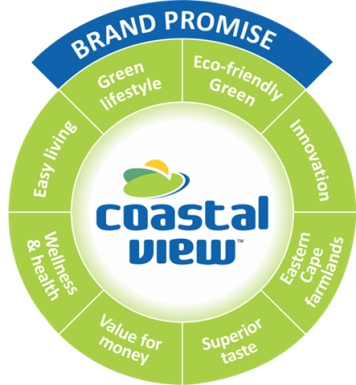 BRAND PROMISE
Green
lifestyle
Eco-friendly
Green
Innovation
Eastern
Cape
farmlands
Superior
taste
Value for
money
Wellness
& health
Easy living
coastal
view™